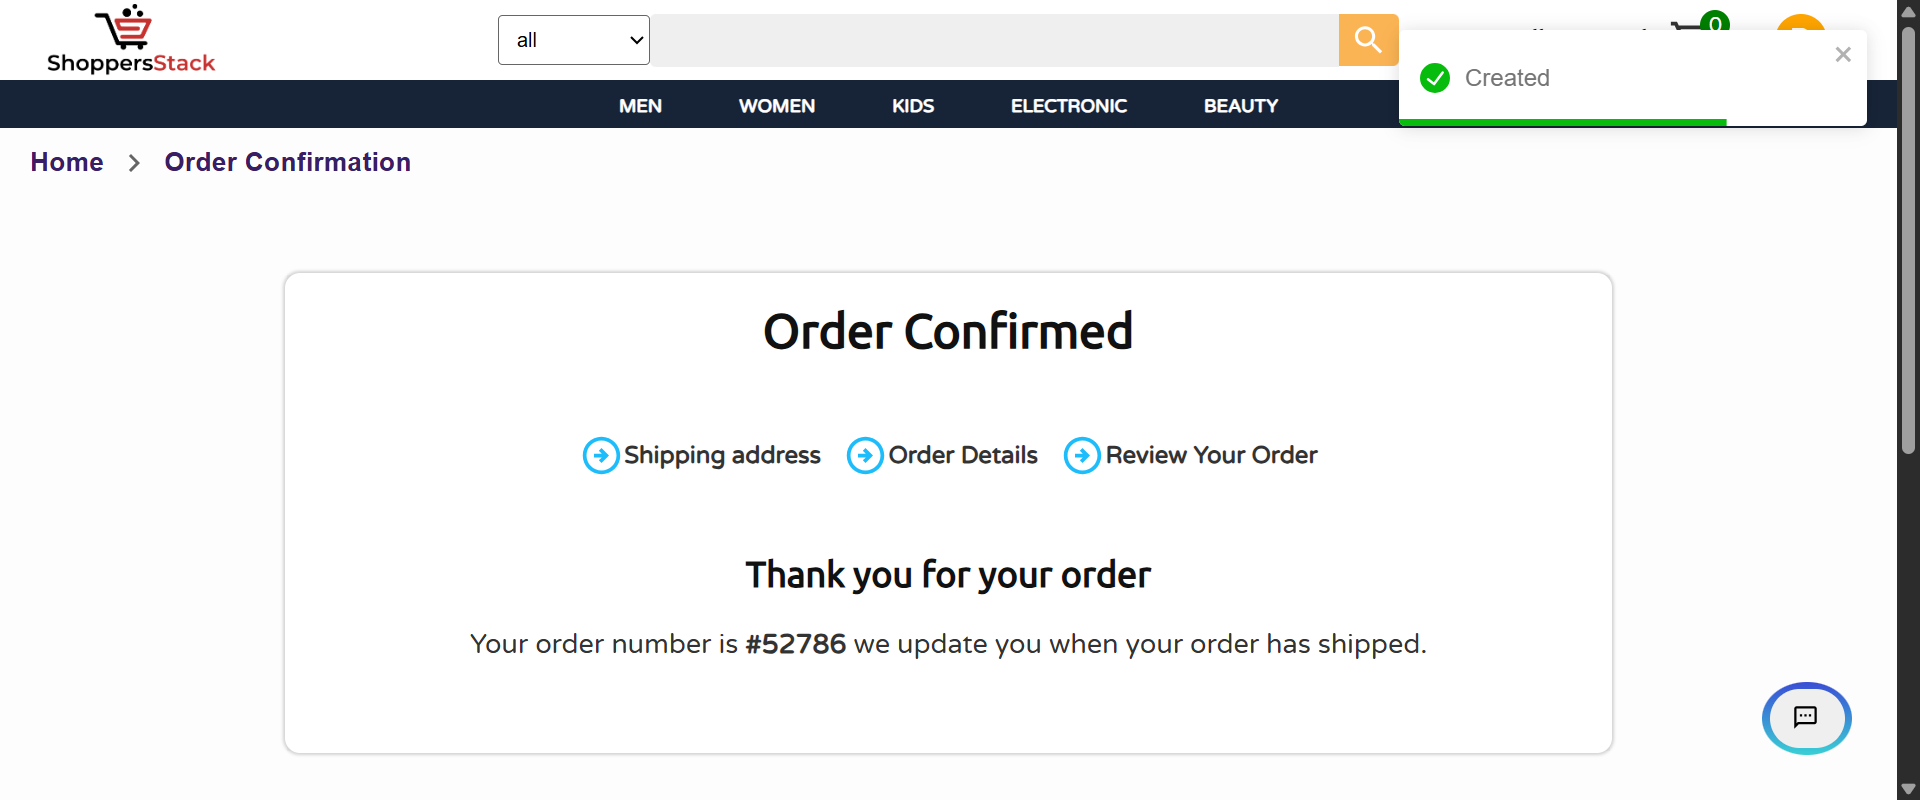 ShoppersStack
all
0
Created
MEN WOMEN KIDS ELECTRONIC BEAUTY
Home > Order Confirmation
Order Confirmed
Shipping address Order Details Review Your Order
Thank you for your order
Your order number is #52786 we update you when your order has shipped.